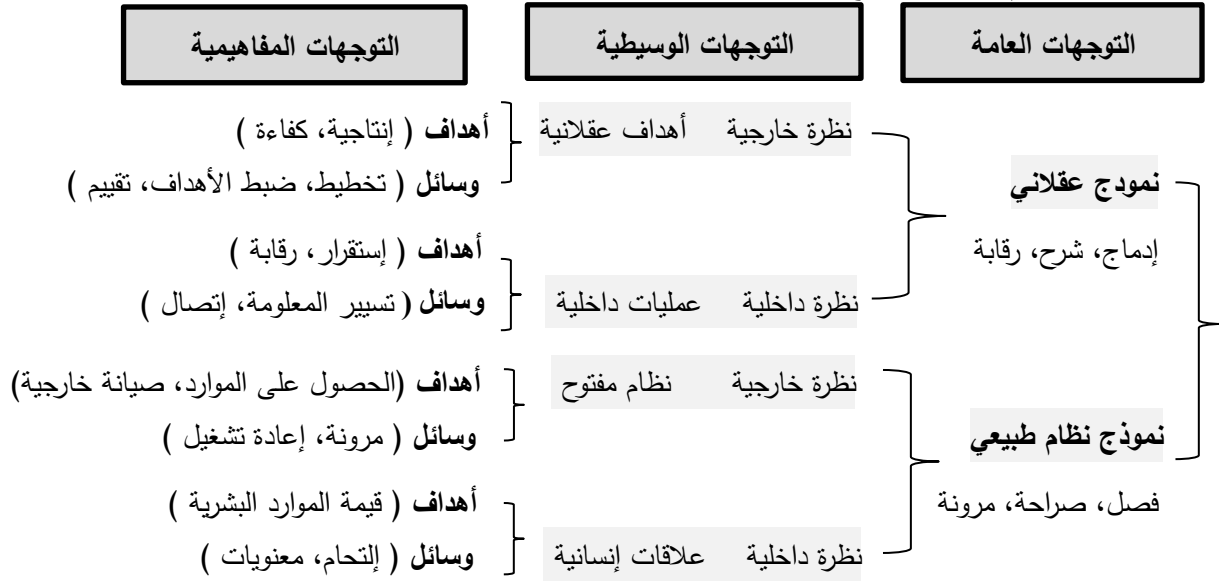 التوجهات العامة
التوجهات الوسيطية
التوجهات المفاهيمية
نمودج عقلاني
إدماج، شرح، رقابة
نظرة خارجية أهداف عقلانية
أهداف ( إنتاجية، كفاءة )
وسائل ( تخطيط، ضبط الأهداف، تقييم )
نظرة داخلية عمليات داخلية
أهداف ( إستقرار، رقابة )
وسائل ( تسيير المعلومة، إتصال )
نموذج نظام طبيعي
فصل، صراحة، مرونة
نظرة خارجية نظام مفتوح
أهداف (الحصول على الموارد، صيانة خارجية)
وسائل ( مرونة، إعادة تشغيل )
نظرة داخلية علاقات إنسانية
أهداف ( قيمة الموارد البشرية )
وسائل ( إلتحام، معنويات )